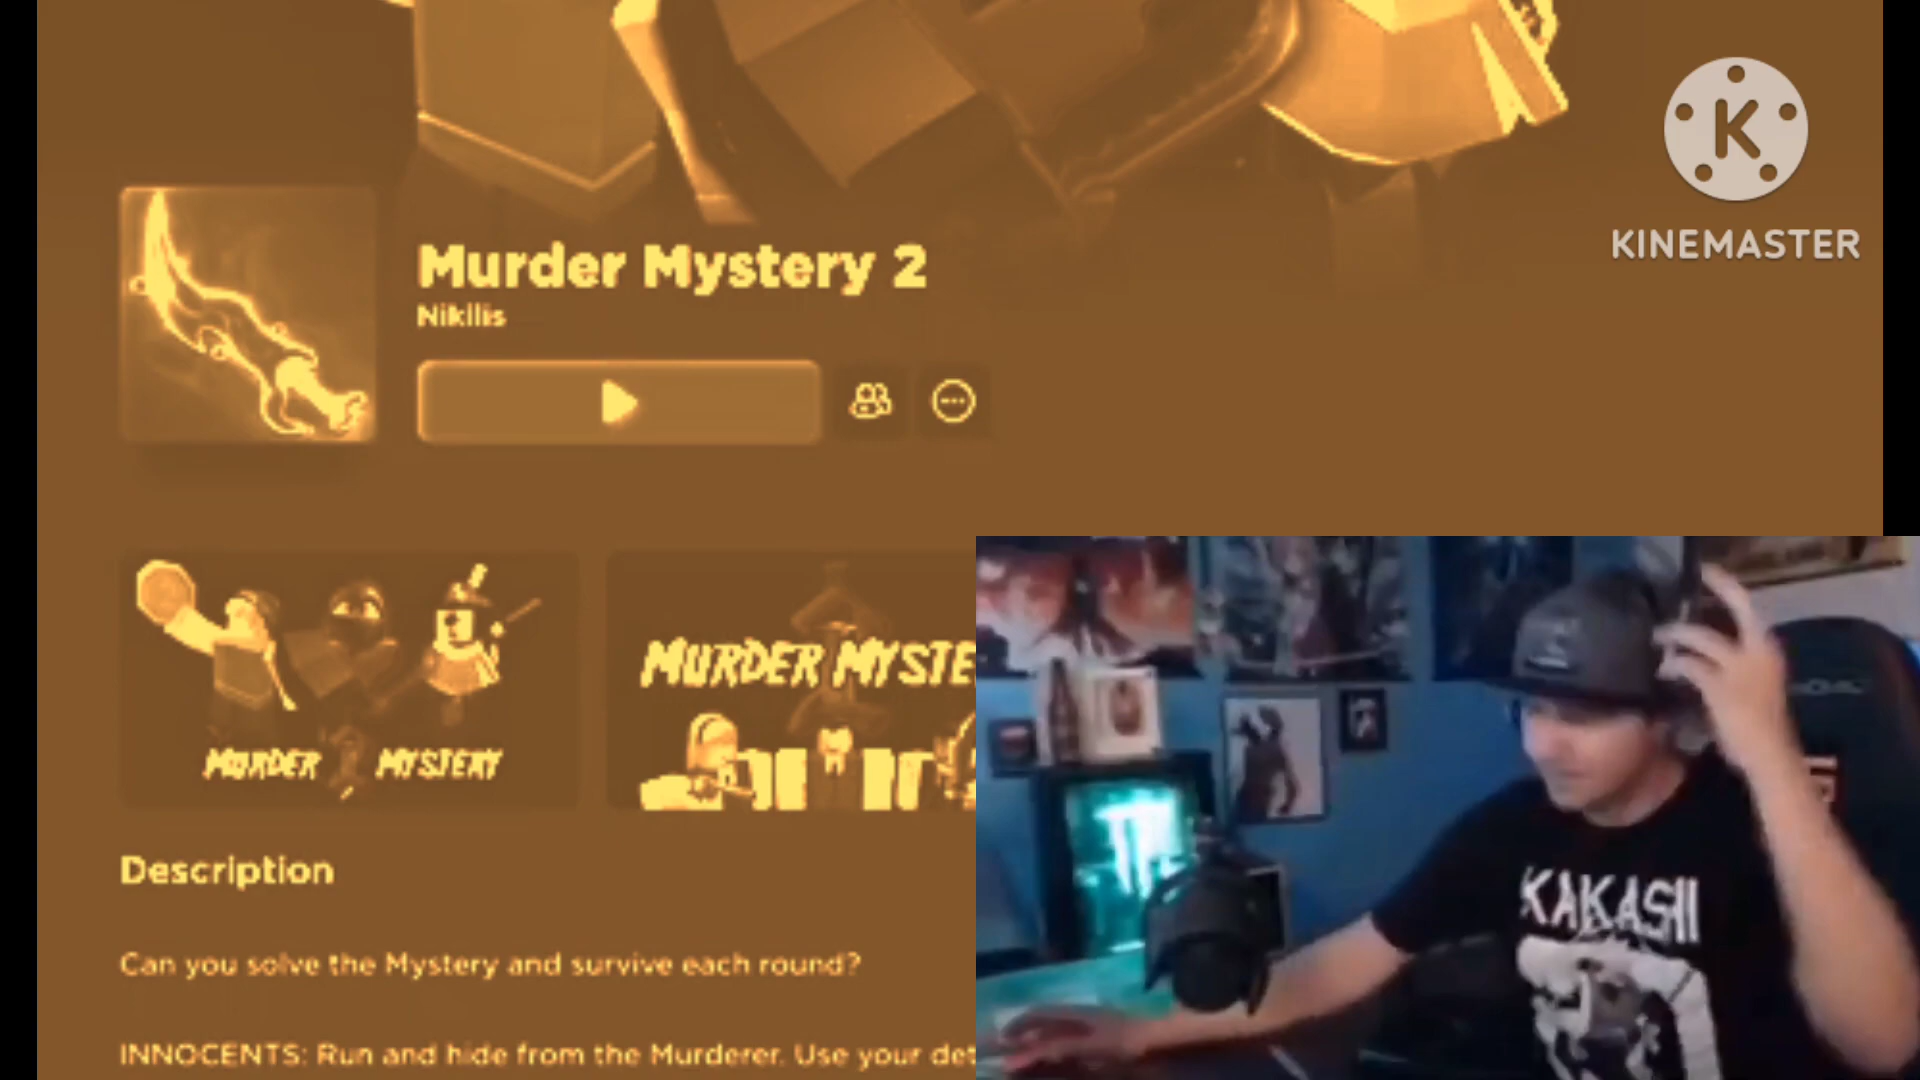 K
KINEMASTER
Murder Mystery 2
Nikilis
MURDER MYSTERY
MURDER MYSTE
Description
Can you solve the Mystery and survive each round?
INNOCENTS: Run and hide from the Murderer. Use your det
KAKASHI